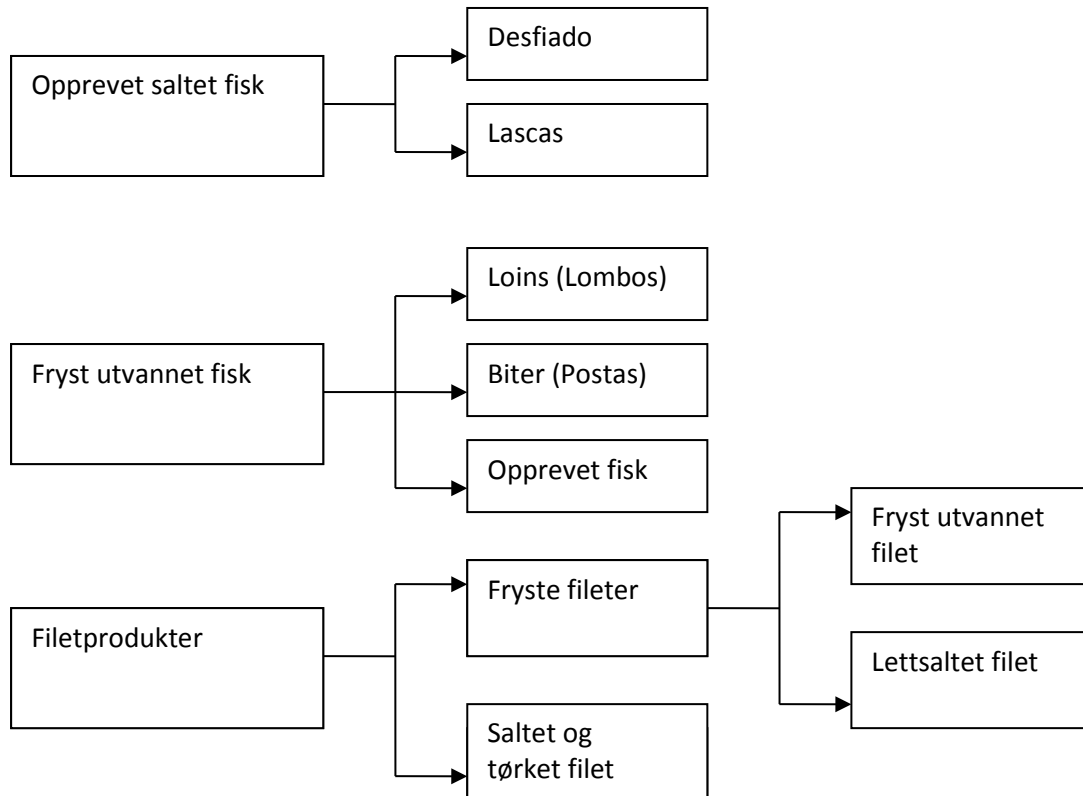 Desfiado
Opprevet saltet fisk
Lascas
Loins (Lombos)
Fryst utvannet fisk
Biter (Postas)
Opprevet fisk
Fryst utvannet
filet
Fryste fileter
Filetprodukter
Lettsaltet filet
Saltet og
tørket filet